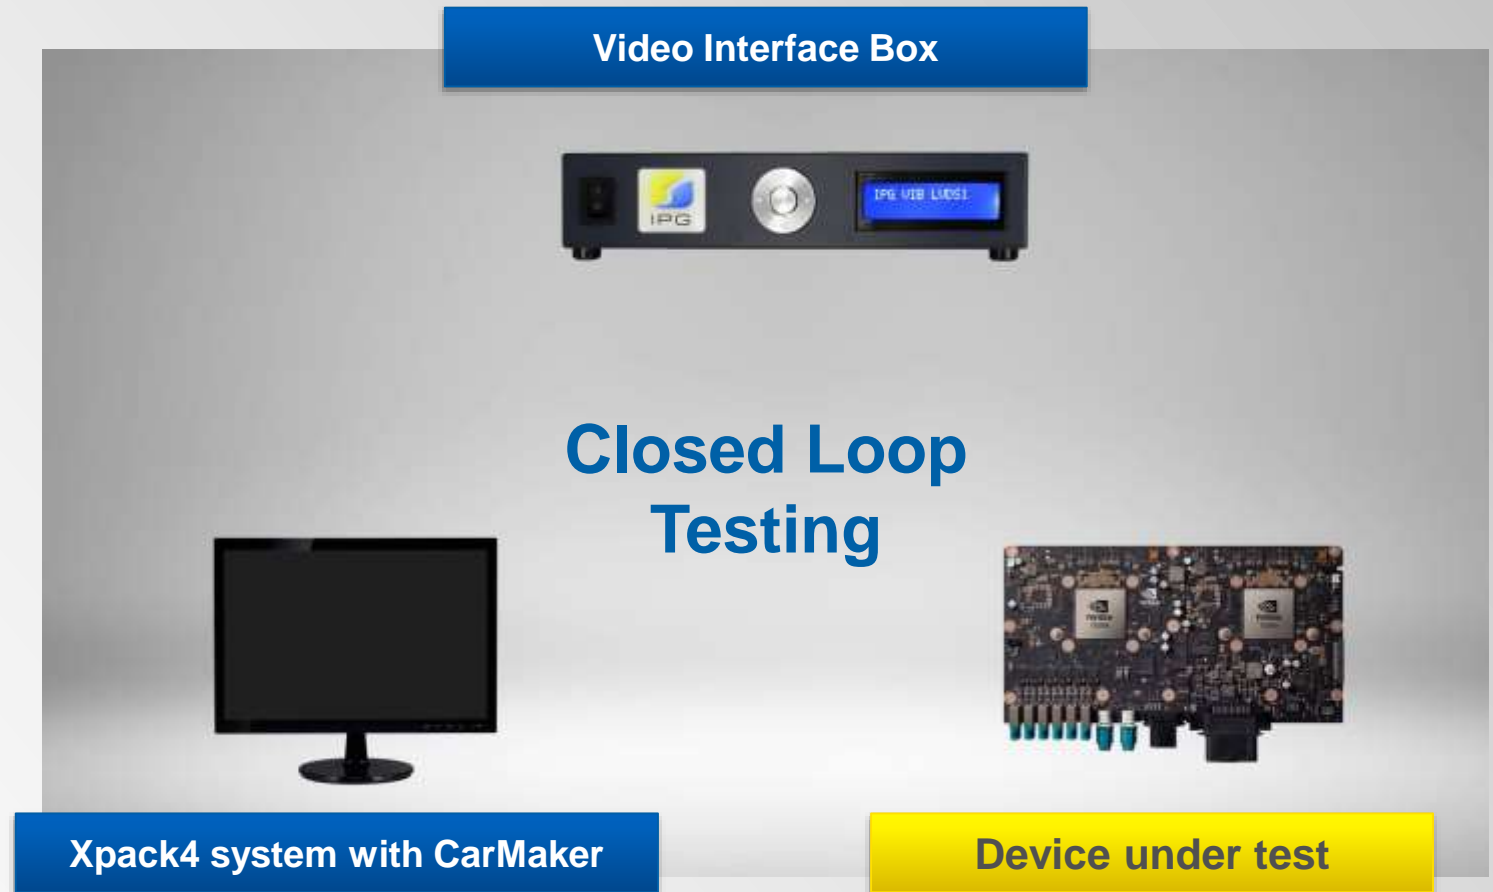 Video Interface Box
IPG VIB LVDS1
IPG
Closed Loop
Testing
Xpack4 system with CarMaker
Device under test